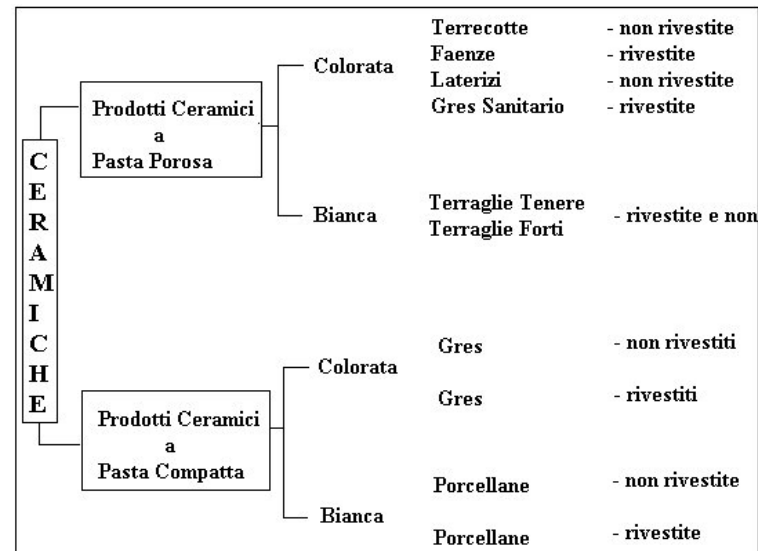 CERAMICHE
Prodotti Ceramici
a
Pasta Porosa
Colorata
Terrecotte - non rivestite
Faenze - rivestite
Laterizi - non rivestite
Gres Sanitario - rivestite
Bianca
Terraglie Tenere
Terraglie Forti
- rivestite e non
Prodotti Ceramici
a
Pasta Compatta
Colorata
Gres - non rivestiti
Gres - rivestiti
Bianca
Porcellane - non rivestite
Porcellane - rivestite